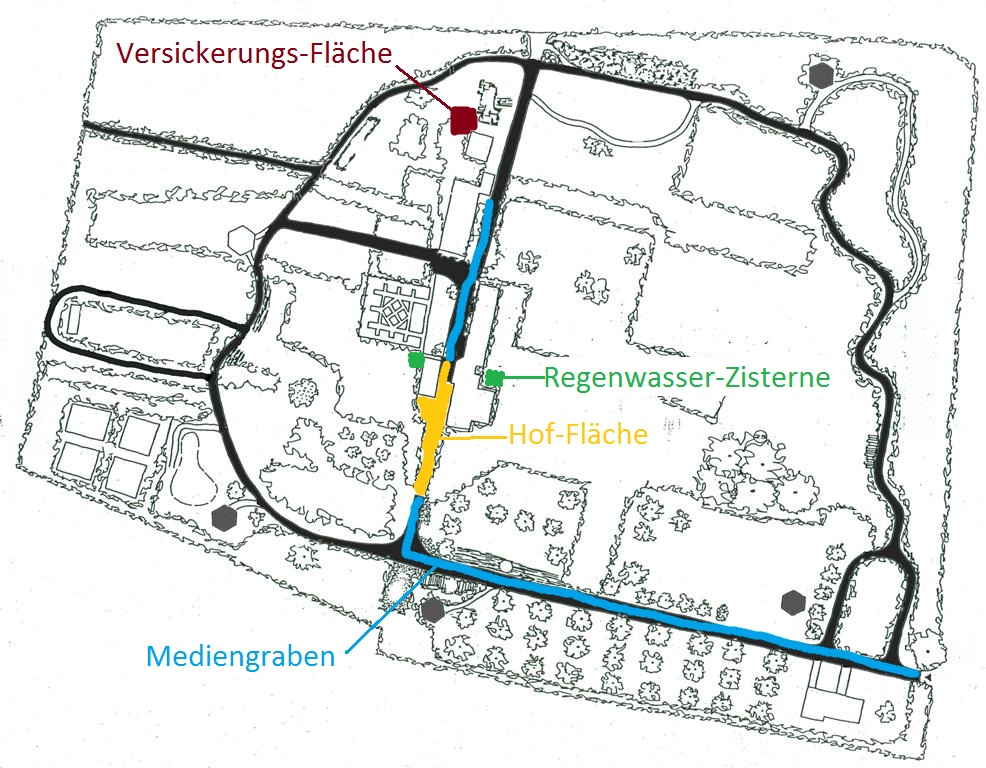 Versickerungs-Fläche
Regenwasser-Zisterne
Hof-Fläche
Mediengraben